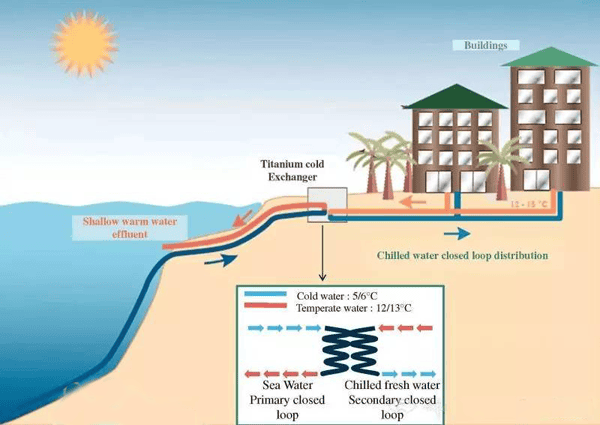 Buildings
Titanium cold
Exchanger
12 - 13 °C
Shallow warm water
effluent
Chilled water closed loop distribution
Cold water : 5/6°C
Temperate water : 12/13°C
Sea Water
Primary closed
loop
Chilled fresh water
Secondary closed
loop